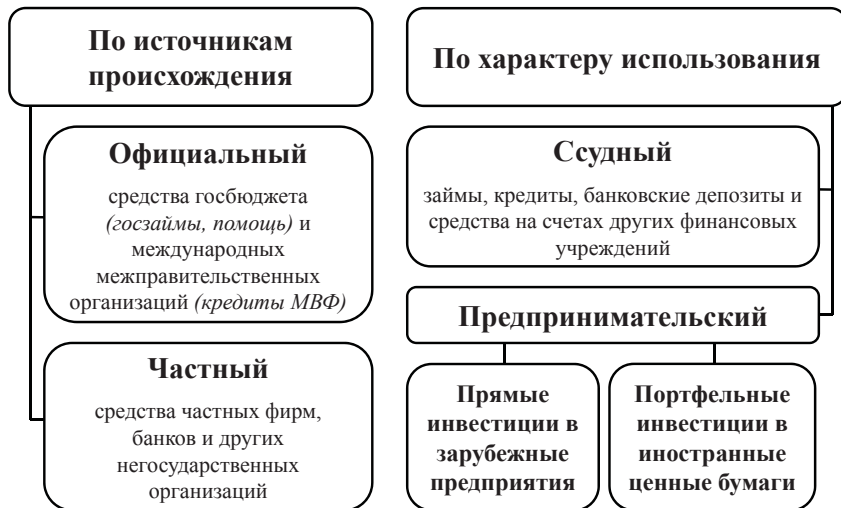 По источникам
происхождения
Официальный
средства госбюджета
(госзаймы, помощь) и
международных
межправительственных
организаций (кредиты МВФ)
Частный
средства частных фирм,
банков и других
негосударственных
организаций
По характеру использования
Ссудный
займы, кредиты, банковские депозиты и
средства на счетах других финансовых
учреждений
Предпринимательский
Прямые
инвестиции в
зарубежные
предприятия
Портфельные
инвестиции в
иностранные
ценные бумаги